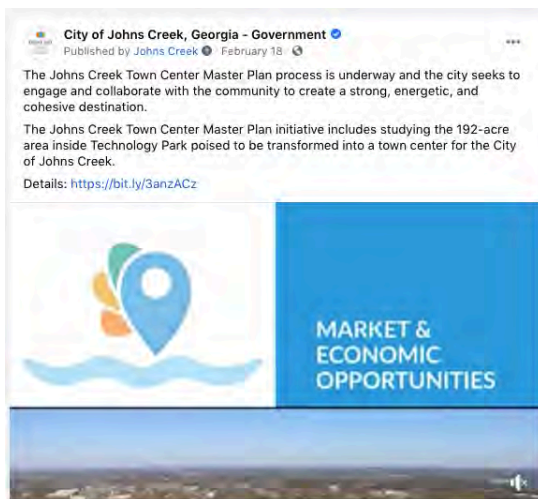 City of Johns Creek, Georgia - Government
Published by Johns Creek · February 18 ·
The Johns Creek Town Center Master Plan process is underway and the city seeks to
engage and collaborate with the community to create a strong, energetic, and
cohesive destination.
The Johns Creek Town Center Master Plan initiative includes studying the 192-acre
area inside Technology Park poised to be transformed into a town center for the City
of Johns Creek.
Details: https://bit.ly/3anzACz
MARKET &
ECONOMIC
OPPORTUNITIES